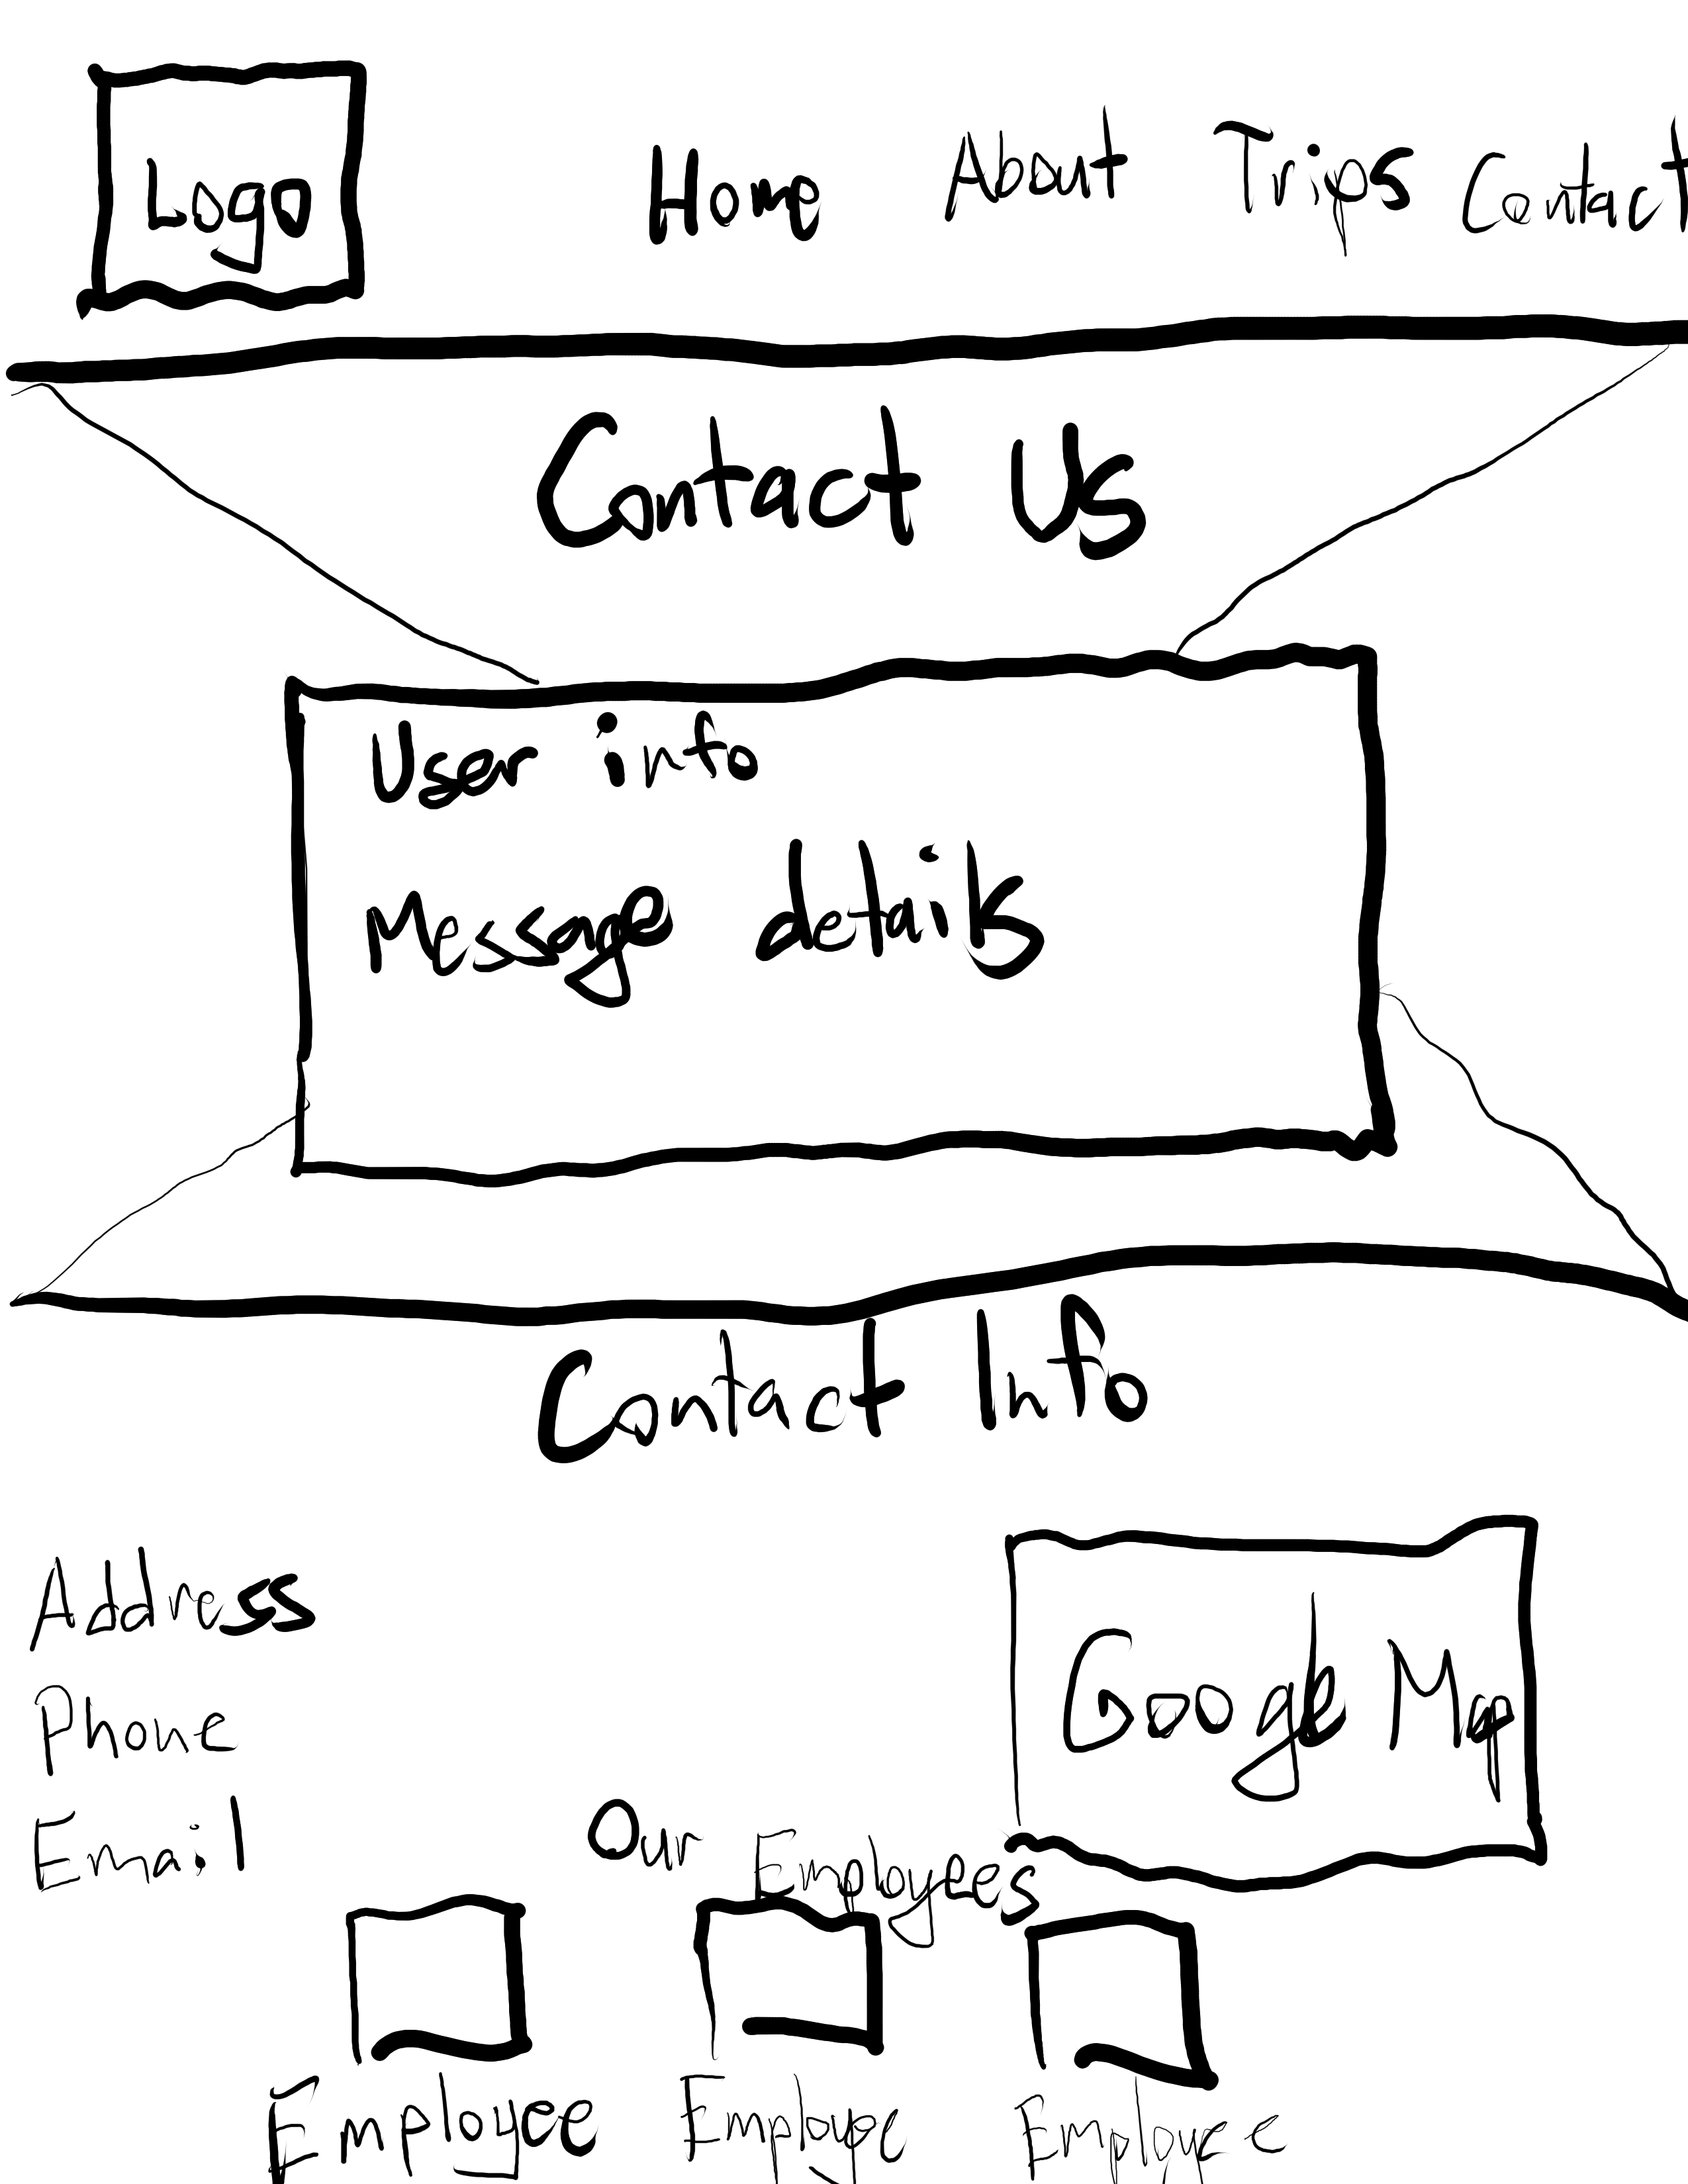 Logo
Home About Trips Contact
Contact Us
User info
Message details
Contact Info
Address
Phone
Email
Google Map
Our Employees
Employee Employee Employee